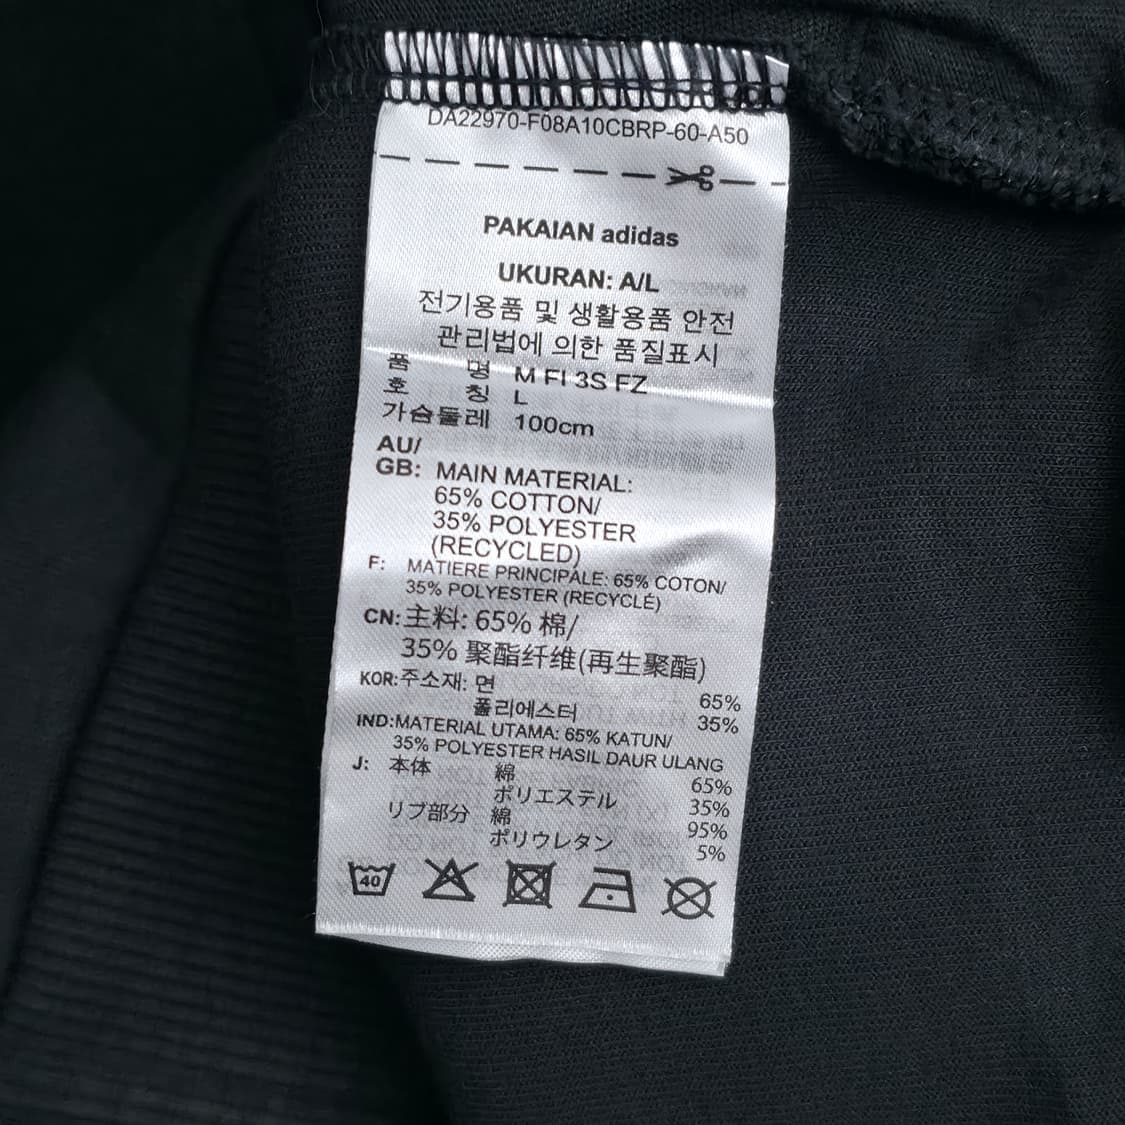 DA22970-F08A10CBRP-60-A50
PAKAIAN adidas
UKURAN: A/L
전기용품 및 생활용품 안전
관리법에 의한 품질표시
품 명 M FI 3S FZ
호 칭 L
가슴둘레 100cm
AU/
GB: MAIN MATERIAL:
65% COTTON/
35% POLYESTER
(RECYCLED)
F: MATIERE PRINCIPALE: 65% COTON/
35% POLYESTER (RECYCLÉ)
CN: 主料: 65% 棉/
35% 聚酯纤维(再生聚酯)
KOR: 주소재: 면 65%
폴리에스터 35%
IND: MATERIAL UTAMA: 65% KATUN/
35% POLYESTER HASIL DAUR ULANG
J: 本体 綿 65%
ポリエステル 35%
リブ部分 綿 95%
ポリウレタン 5%
40